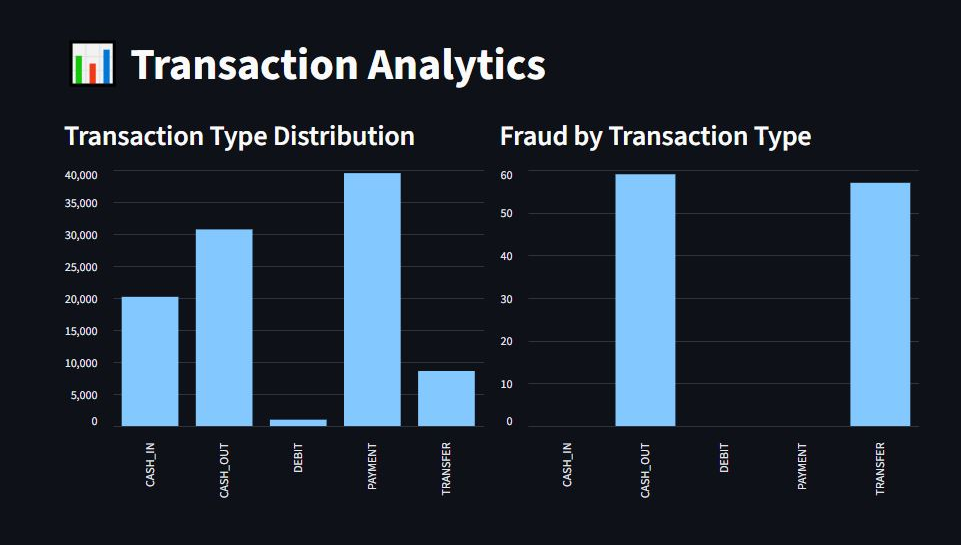 Transaction Analytics
Transaction Type Distribution
40,000
35,000
30,000
25,000
20,000
15,000
10,000
5,000
0
CASH_IN
CASH_OUT
DEBIT
PAYMENT
TRANSFER
Fraud by Transaction Type
60
50
40
30
20
10
0
CASH_IN
CASH_OUT
DEBIT
PAYMENT
TRANSFER